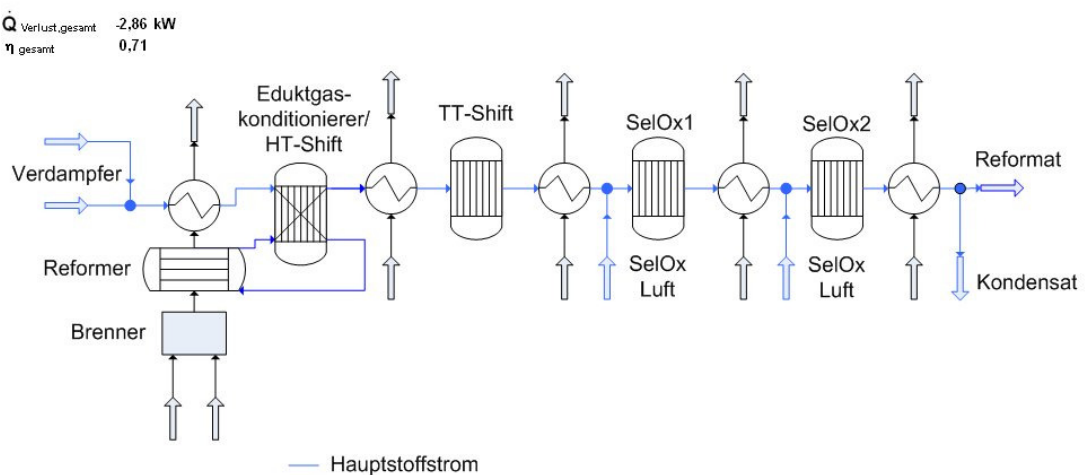 Q̇ Verlust,gesamt -2,86 kW
η gesamt 0,71
Eduktgas-
konditionierer/
HT-Shift
TT-Shift
SelOx1
SelOx2
Verdampfer
Reformat
Reformer
SelOx
Luft
SelOx
Luft
Kondensat
Brenner
Hauptstoffstrom